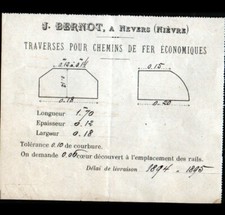 J. BERNOT, A NEVERS (NIÈVRE)
TRAVERSES POUR CHEMINS DE FER ÉCONOMIQUES
0.15
0.18
0.20
Longueur 1.70
Epaisseur 0.12
Largeur 0.18
Tolérance 0.10 de courbure.
On demande 0.06 cœur découvert à l'emplacement des rails.
Délai de livraison 1894 - 1895